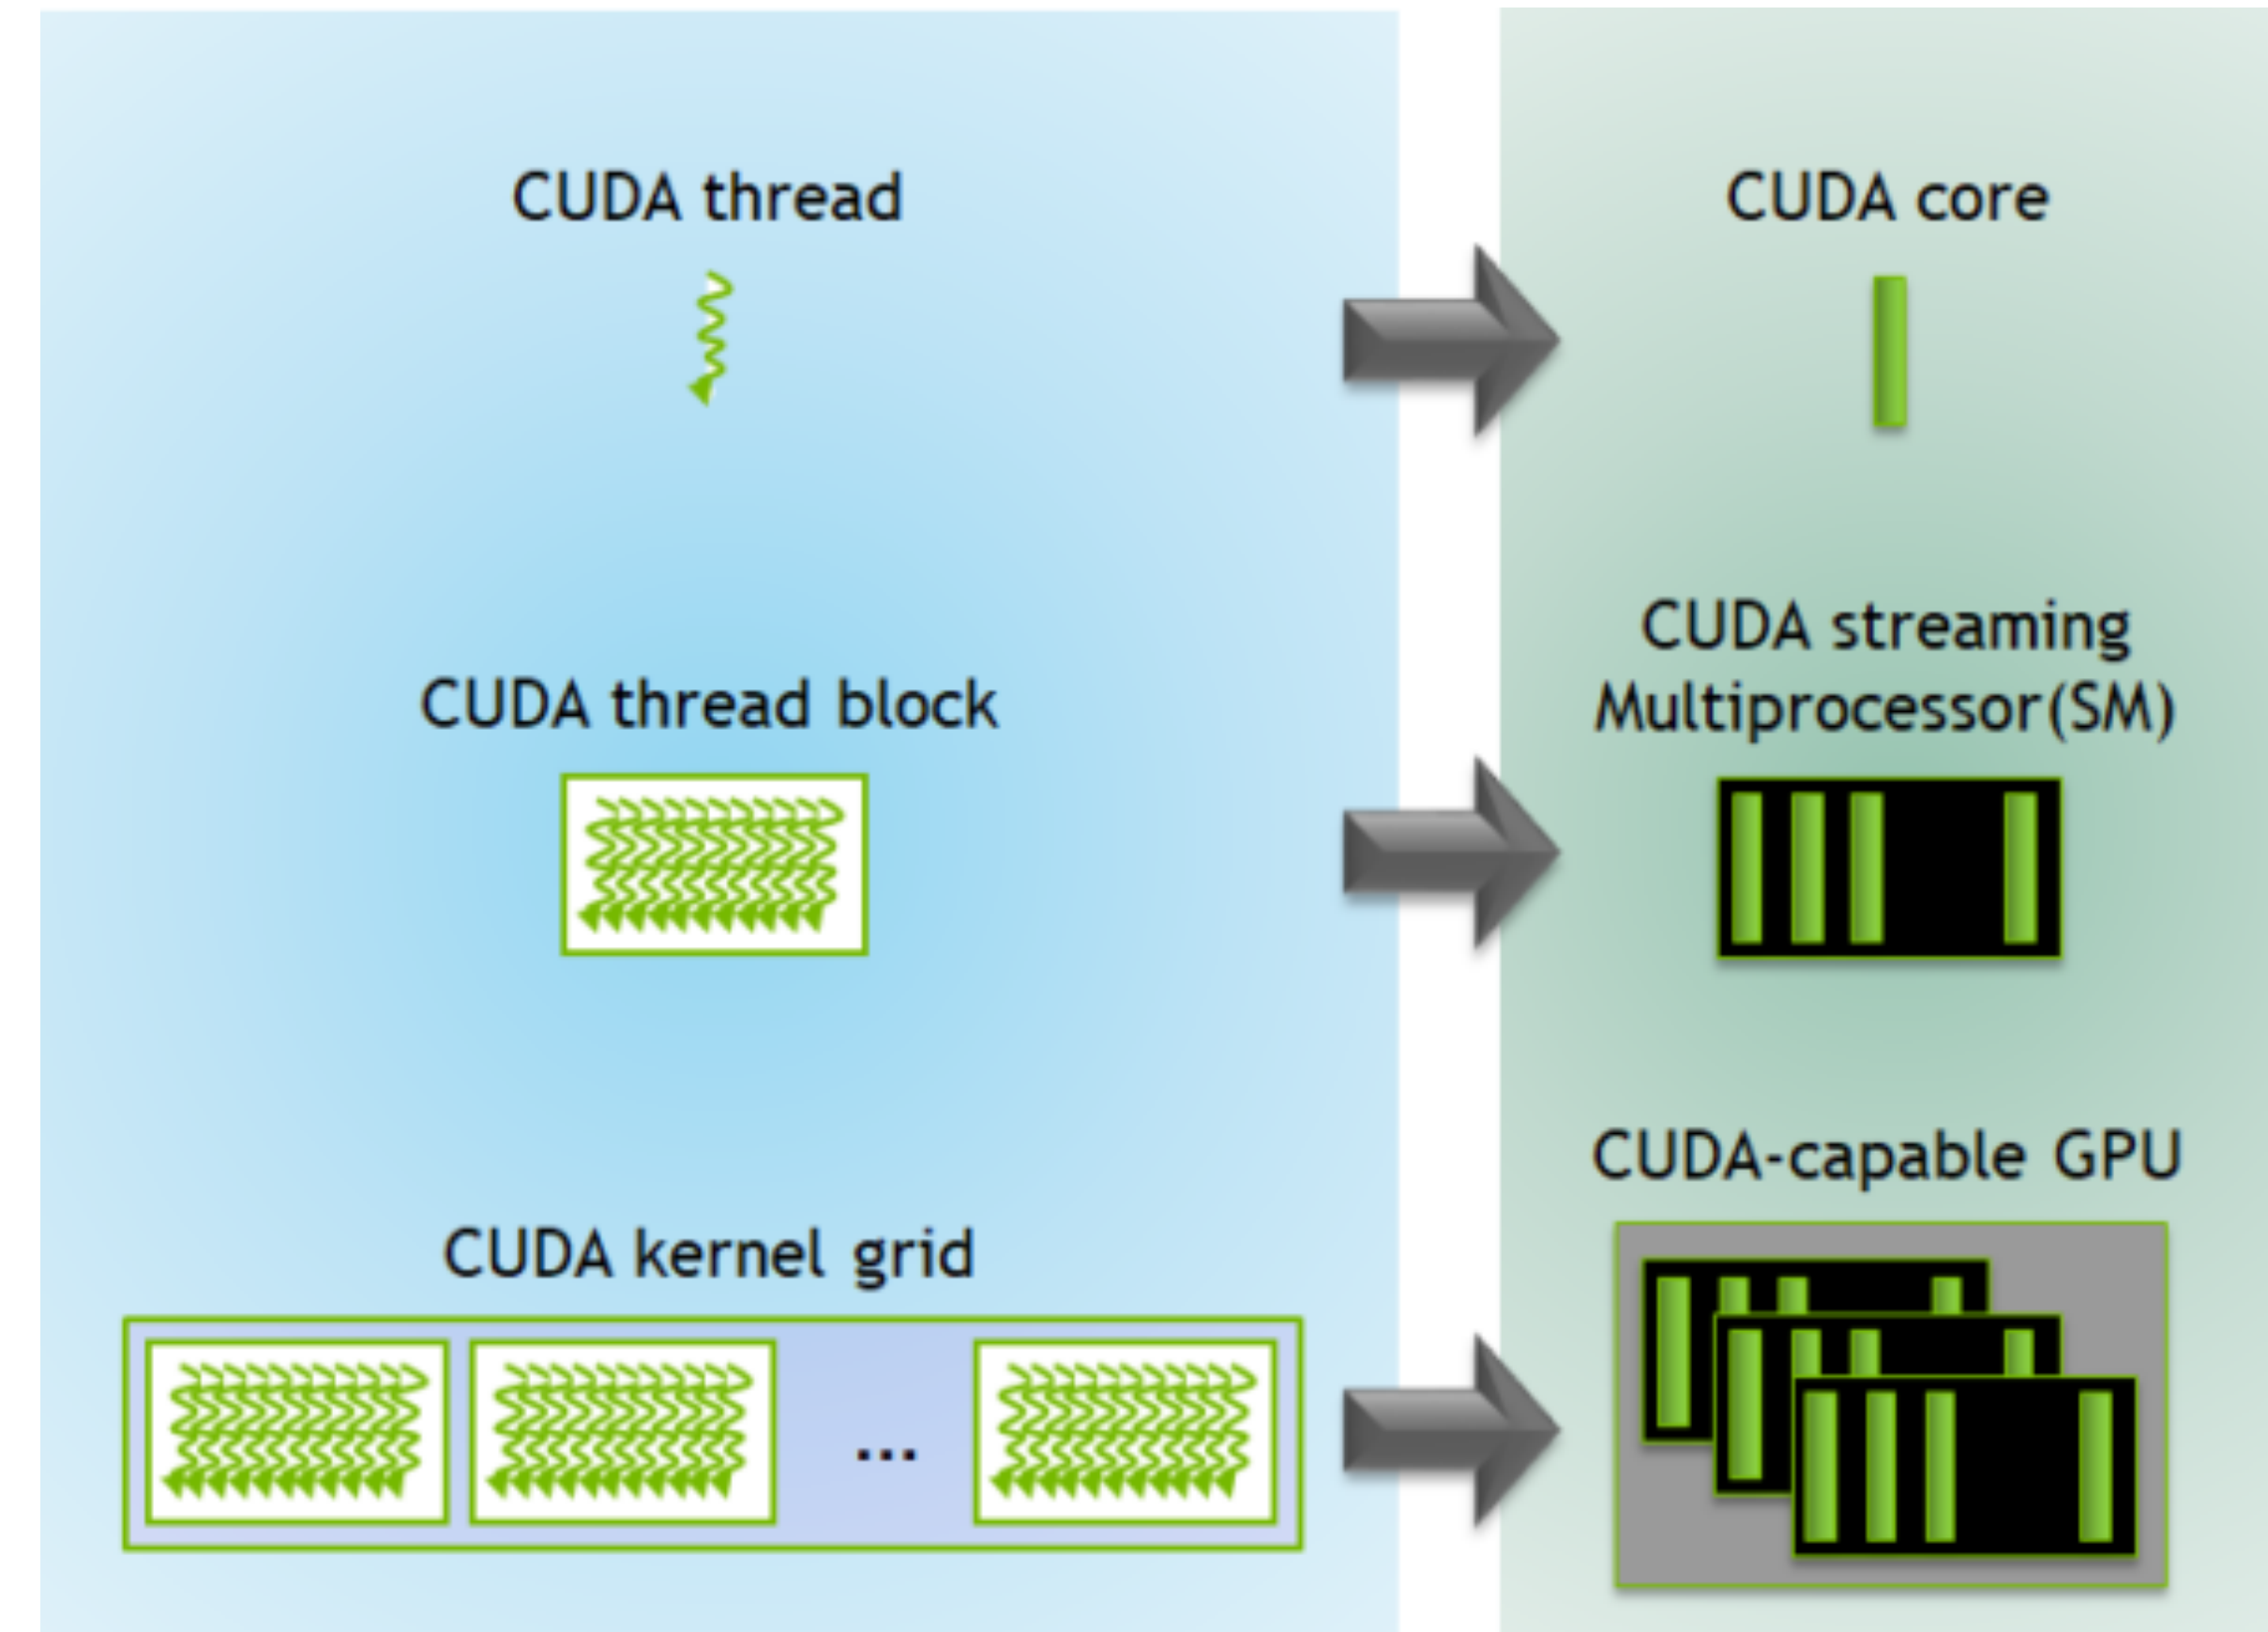 CUDA thread
CUDA core
CUDA thread block
CUDA streaming
Multiprocessor(SM)
CUDA kernel grid
...
CUDA-capable GPU